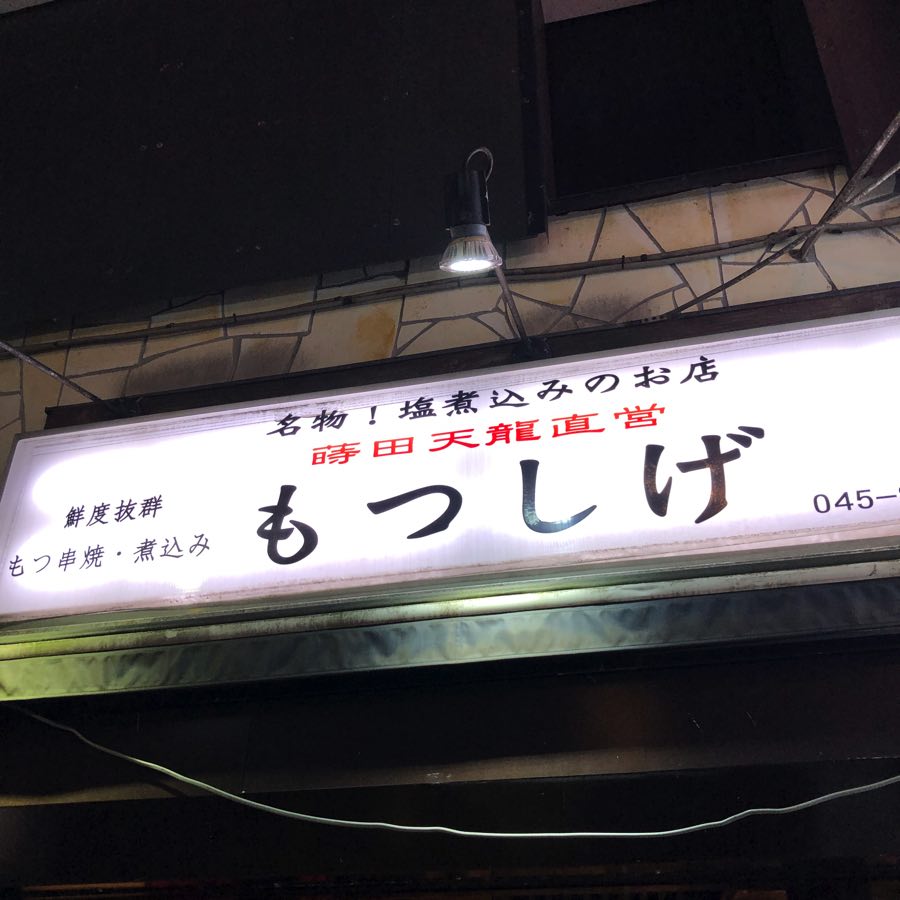 名物！塩煮込みのお店
蒔田天龍直営
もつしげ
鮮度抜群
もつ串焼・煮込み
045-